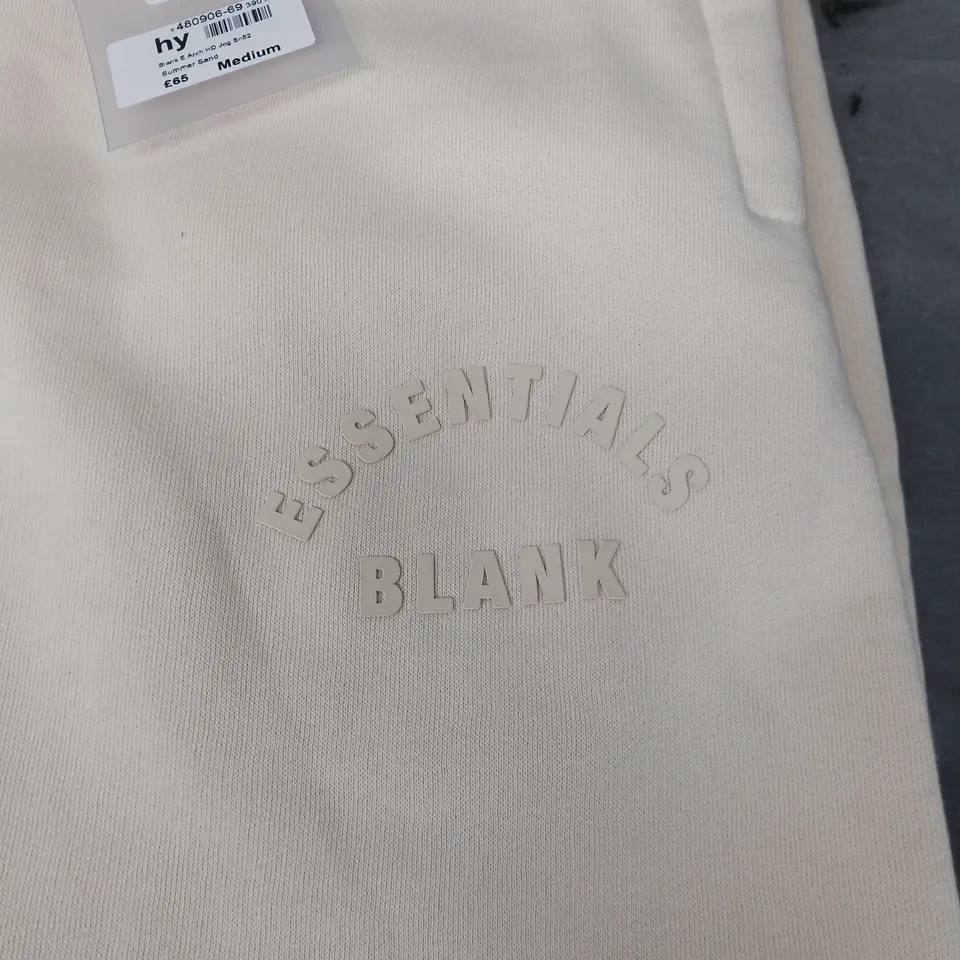 480906-69
hy
Blank E Arch HD Jog Sn52
Summer Sand
£65 Medium
ESSENTIALS
BLANK